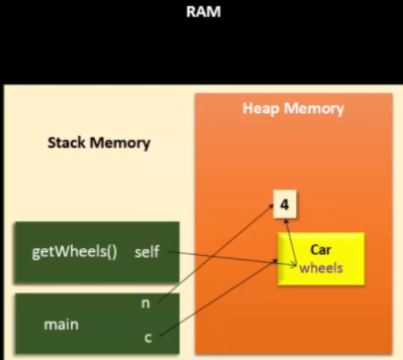 RAM
Heap Memory
Stack Memory
4
getWheels() self
Car
wheels
n
main
c